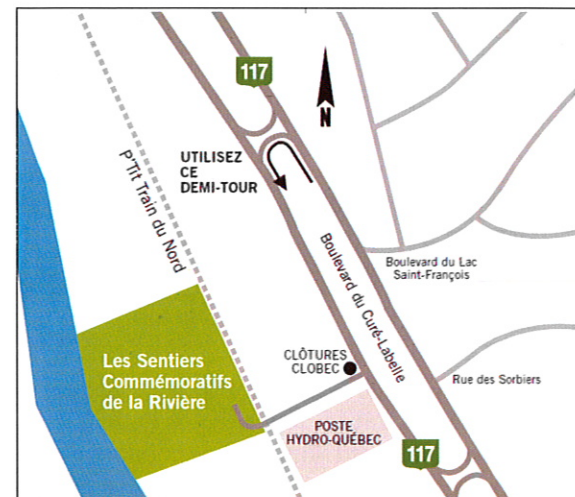 117
N
UTILISEZ
CE
DEMI-TOUR
P'Tit Train du Nord
Boulevard du Curé-Labelle
Boulevard du Lac
Saint-François
Les Sentiers
Commémoratifs
de la Rivière
CLÔTURES
CLOBEC
Rue des Sorbiers
POSTE
HYDRO-QUÉBEC
117